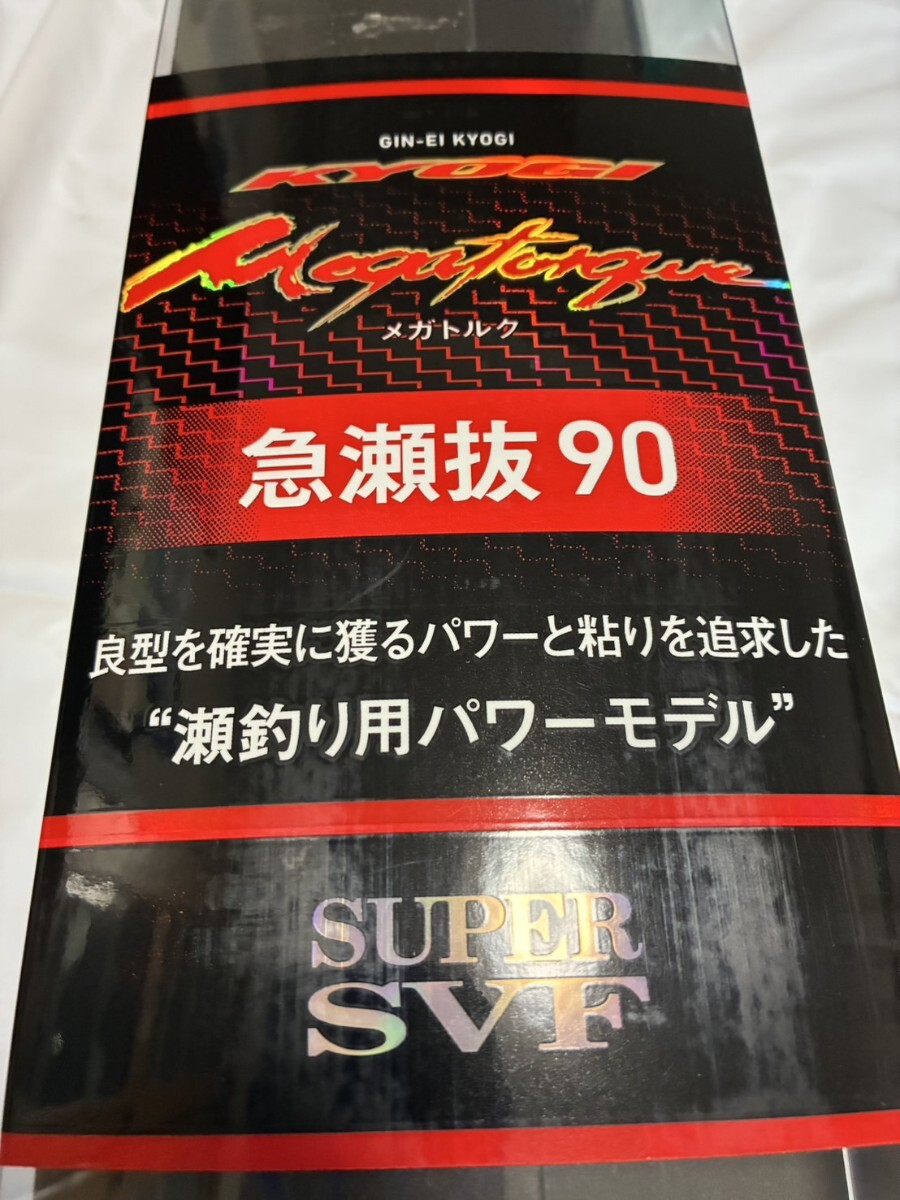 GIN-EI KYOGI
KYOGI
Megatorque
メガトルク
急瀬抜90
良型を確実に獲るパワーと粘りを追求した
“瀬釣り用パワーモデル”
SUPER
SVF